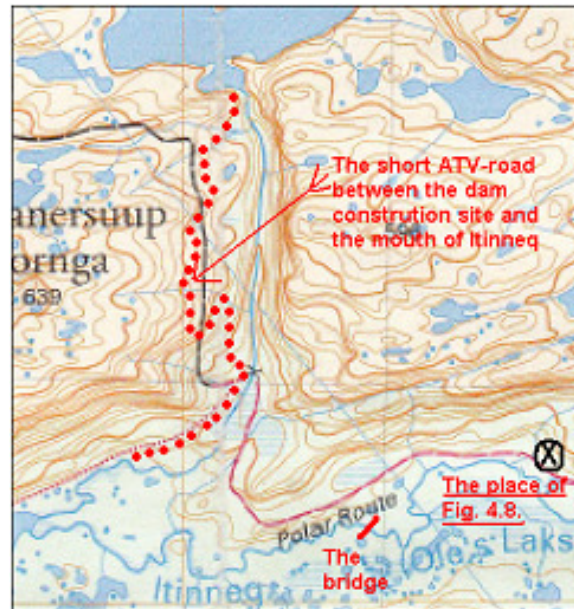 The short ATV-road
between the dam
constrution site and
the mouth of Itinneq
anersuup
ornga
639
The place of
Fig. 4.8.
Polar Route
The
bridge
(Ole's Laks
Itinneq
X